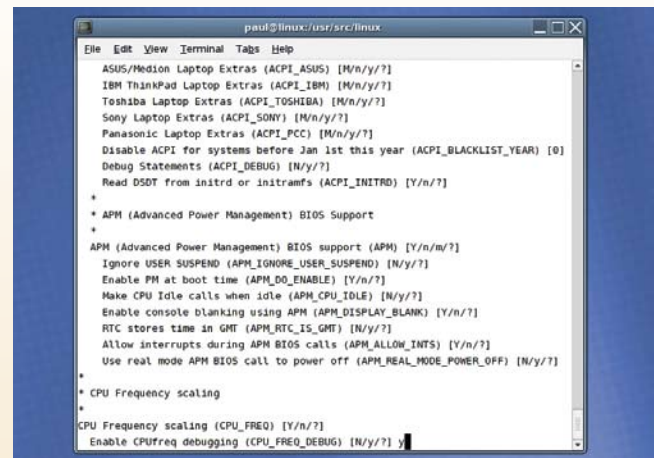 paul@linux:/usr/src/linux
File Edit View Terminal Tabs Help
ASUS/Medion Laptop Extras (ACPI_ASUS) [M/n/y/?]
IBM ThinkPad Laptop Extras (ACPI_IBM) [M/n/y/?]
Toshiba Laptop Extras (ACPI_TOSHIBA) [M/n/y/?]
Sony Laptop Extras (ACPI_SONY) [M/n/y/?]
Panasonic Laptop Extras (ACPI_PCC) [M/n/y/?]
Disable ACPI for systems before Jan 1st this year (ACPI_BLACKLIST_YEAR) [0]
Debug Statements (ACPI_DEBUG) [N/y/?]
Read DSDT from initrd or initramfs (ACPI_INITRD) [Y/n/?]
*
* APM (Advanced Power Management) BIOS Support
*
APM (Advanced Power Management) BIOS support (APM) [Y/n/m/?]
Ignore USER SUSPEND (APM_IGNORE_USER_SUSPEND) [N/y/?]
Enable PM at boot time (APM_DO_ENABLE) [Y/n/?]
Make CPU Idle calls when idle (APM_CPU_IDLE) [N/y/?]
Enable console blanking using APM (APM_DISPLAY_BLANK) [Y/n/?]
RTC stores time in GMT (APM_RTC_IS_GMT) [N/y/?]
Allow interrupts during APM BIOS calls (APM_ALLOW_INTS) [Y/n/?]
Use real mode APM BIOS call to power off (APM_REAL_MODE_POWER_OFF) [N/y/?]
*
* CPU Frequency scaling
*
CPU Frequency scaling (CPU_FREQ) [Y/n/?]
Enable CPUfreq debugging (CPU_FREQ_DEBUG) [N/y/?] y